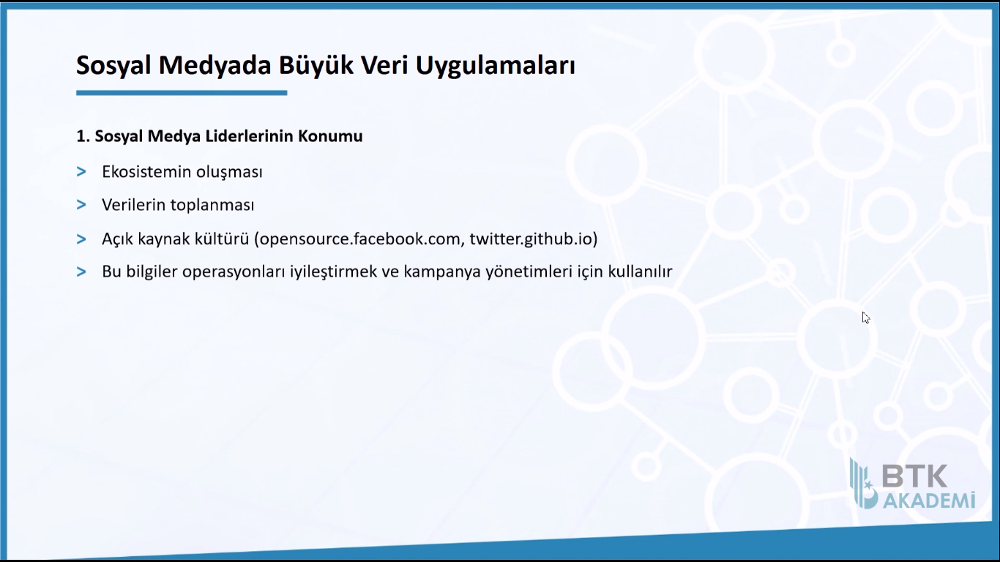 Sosyal Medyada Büyük Veri Uygulamaları
1. Sosyal Medya Liderlerinin Konumu
> Ekosistemin oluşması
> Verilerin toplanması
> Açık kaynak kültürü (opensource.facebook.com, twitter.github.io)
> Bu bilgiler operasyonları iyileştirmek ve kampanya yönetimleri için kullanılır
BTK
AKADEMİ